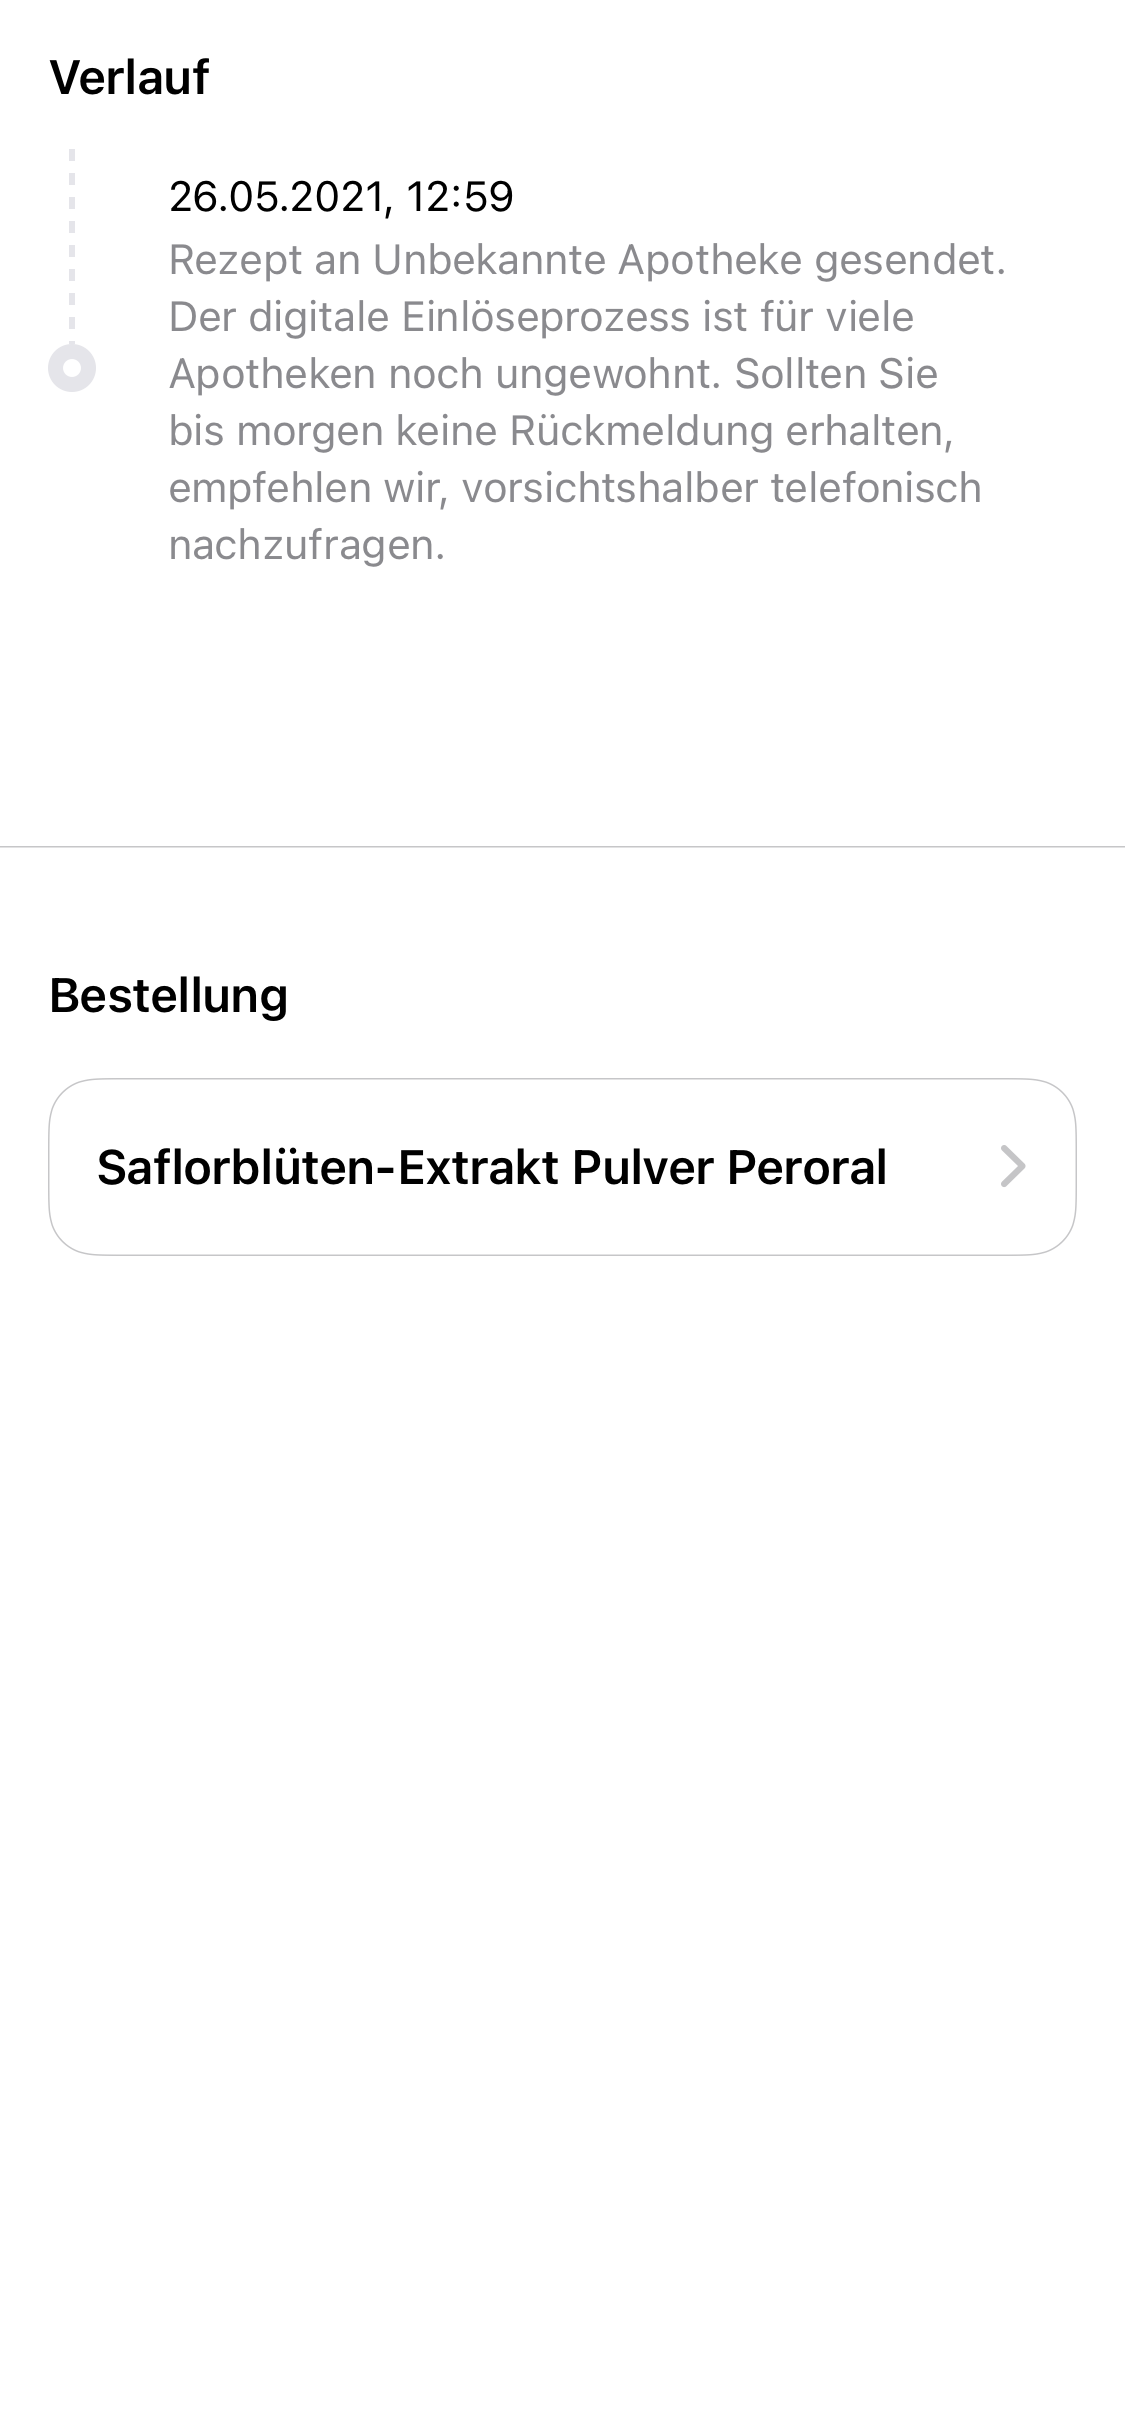 Verlauf
26.05.2021, 12:59
Rezept an Unbekannte Apotheke gesendet.
Der digitale Einlöseprozess ist für viele
Apotheken noch ungewohnt. Sollten Sie
bis morgen keine Rückmeldung erhalten,
empfehlen wir, vorsichtshalber telefonisch
nachzufragen.
Bestellung
Saflorblüten-Extrakt Pulver Peroral